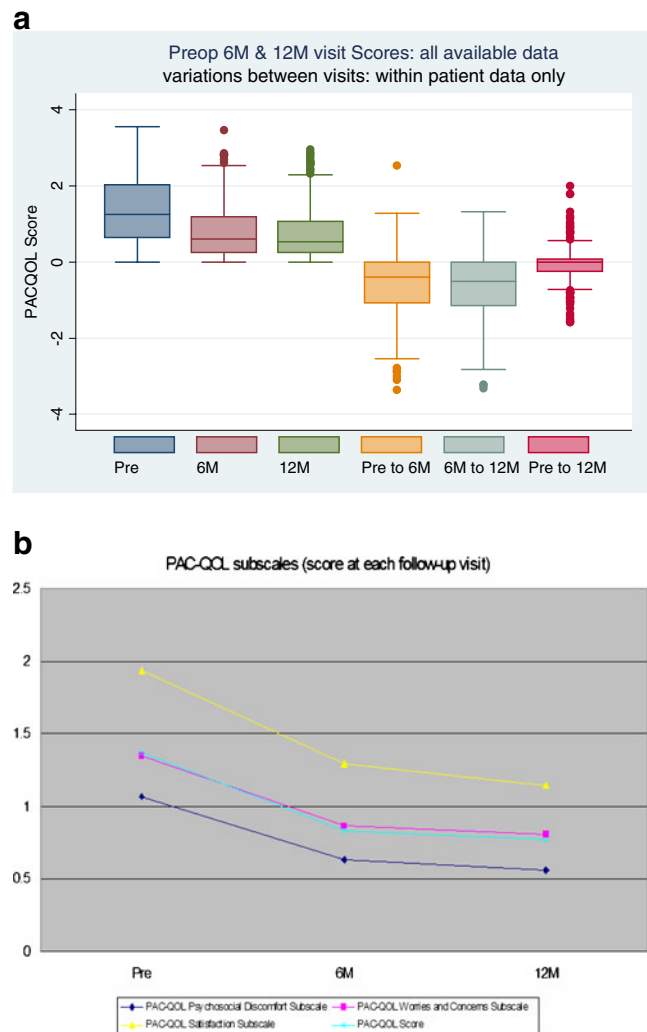 a
Preop 6M & 12M visit Scores: all available data
variations between visits: within patient data only
4
2
0
-2
-4
PACQOL Score
Pre
6M
12M
Pre to 6M
6M to 12M
Pre to 12M
b
PAC-QOL subscales (score at each follow-up visit)
2.5
2
1.5
1
0.5
0
Pre
6M
12M
PAC-QOL Psychosocial Discomfort Subscale
PAC-QOL Worries and Concerns Subscale
PAC-QOL Satisfaction Subscale
PAC-QOL Score